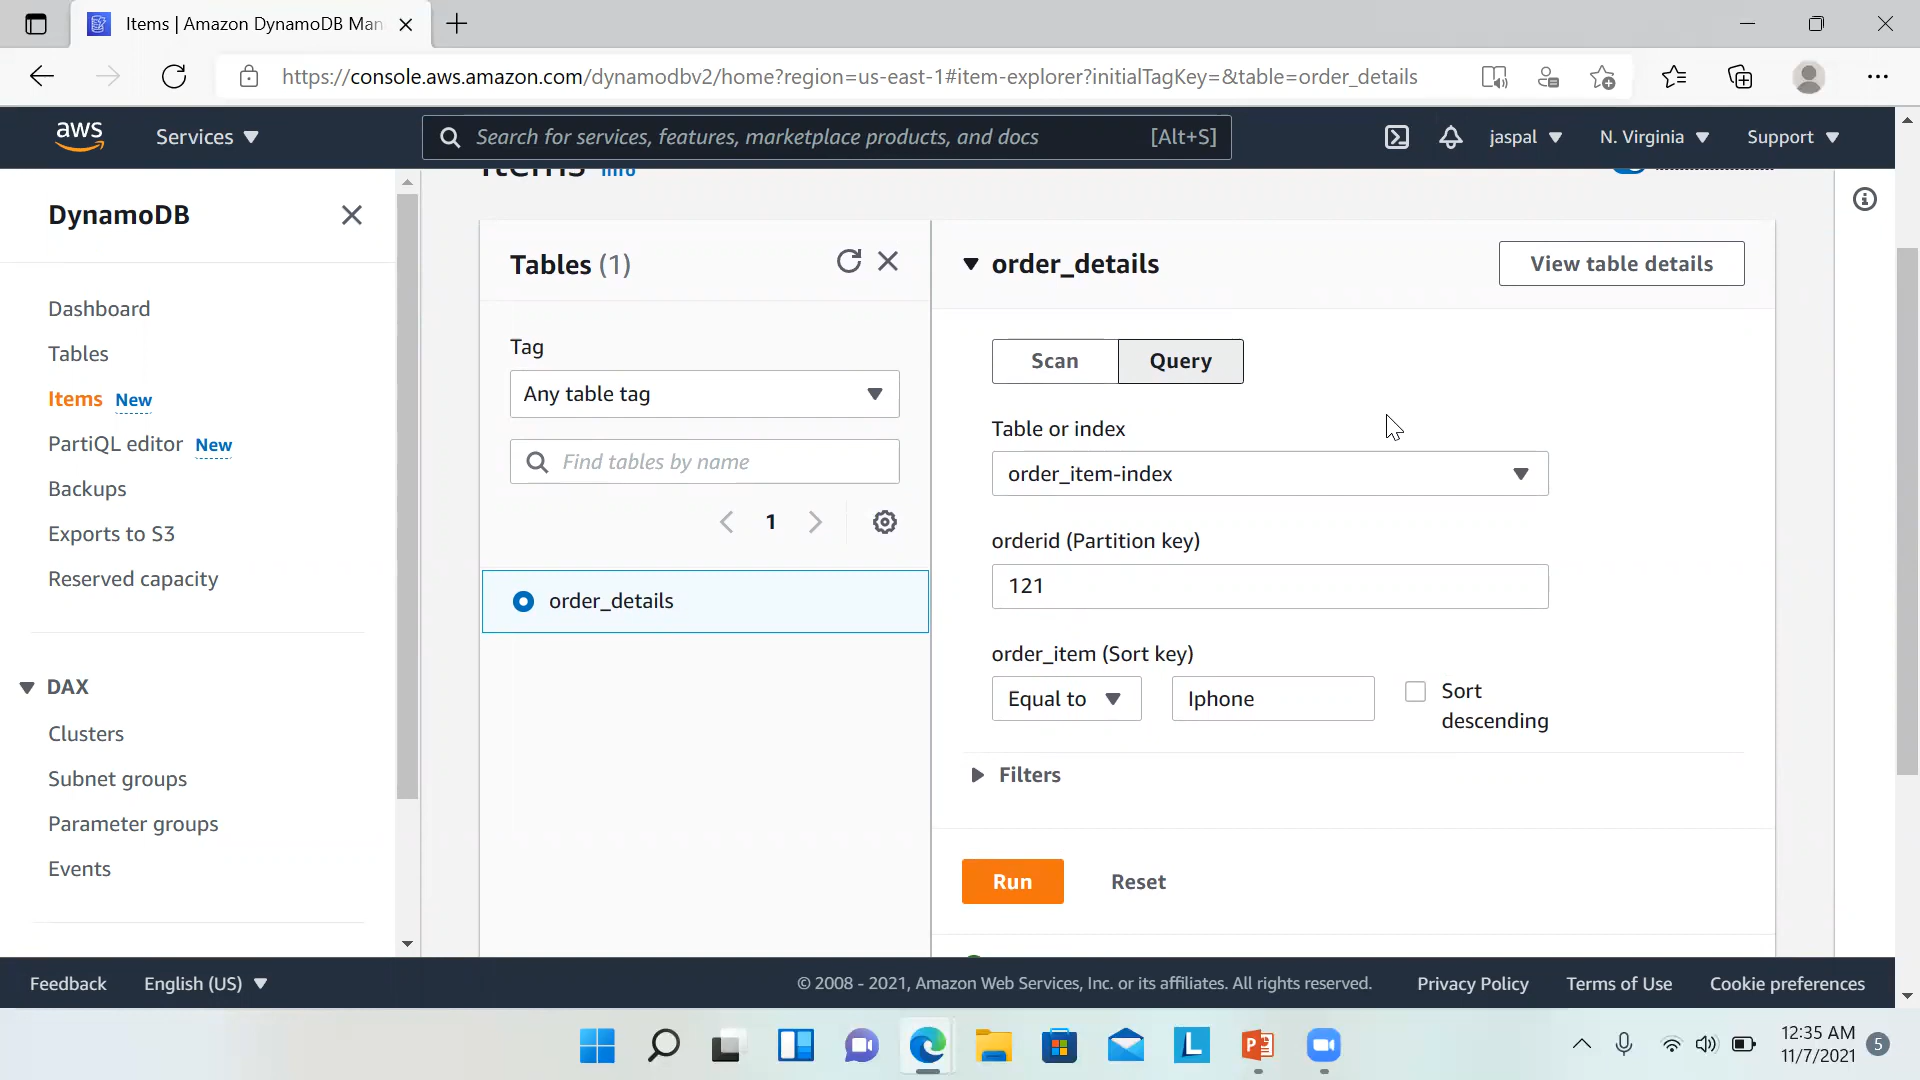 Items | Amazon DynamoDB Man
https://console.aws.amazon.com/dynamodbv2/home?region=us-east-1#item-explorer?initialTagKey=&table=order_details
aws
Services
Search for services, features, marketplace products, and docs
[Alt+S]
jaspal
N. Virginia
Support
DynamoDB
Dashboard
Tables
Items New
PartiQL editor New
Backups
Exports to S3
Reserved capacity
DAX
Clusters
Subnet groups
Parameter groups
Events
Items Info
Tables (1)
Tag
Any table tag
Find tables by name
1
order_details
order_details
View table details
Scan
Query
Table or index
order_item-index
orderid (Partition key)
121
order_item (Sort key)
Equal to
Iphone
Sort
descending
Filters
Run
Reset
Feedback
English (US)
© 2008 - 2021, Amazon Web Services, Inc. or its affiliates. All rights reserved.
Privacy Policy
Terms of Use
Cookie preferences
L
12:35 AM
11/7/2021
5